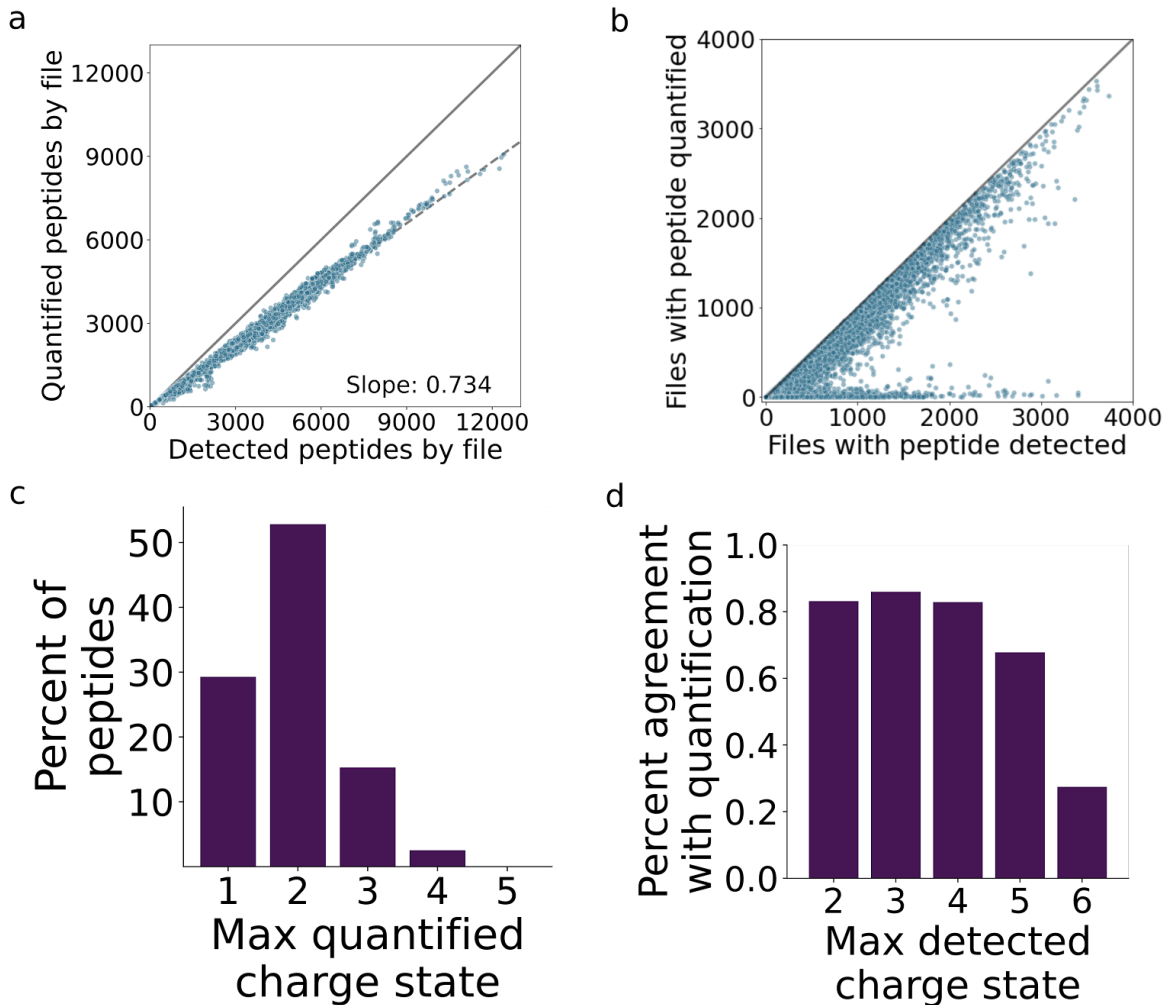 a
Quantified peptides by file
12000
9000
6000
3000
0
Slope: 0.734
0 3000 6000 9000 12000
Detected peptides by file
b
Files with peptide quantified
4000
3000
2000
1000
0
0 1000 2000 3000 4000
Files with peptide detected
c
Percent of
peptides
50
40
30
20
10
1 2 3 4 5
Max quantified
charge state
d
Percent agreement
with quantification
1.0
0.8
0.6
0.4
0.2
0.0
2 3 4 5 6
Max detected
charge state